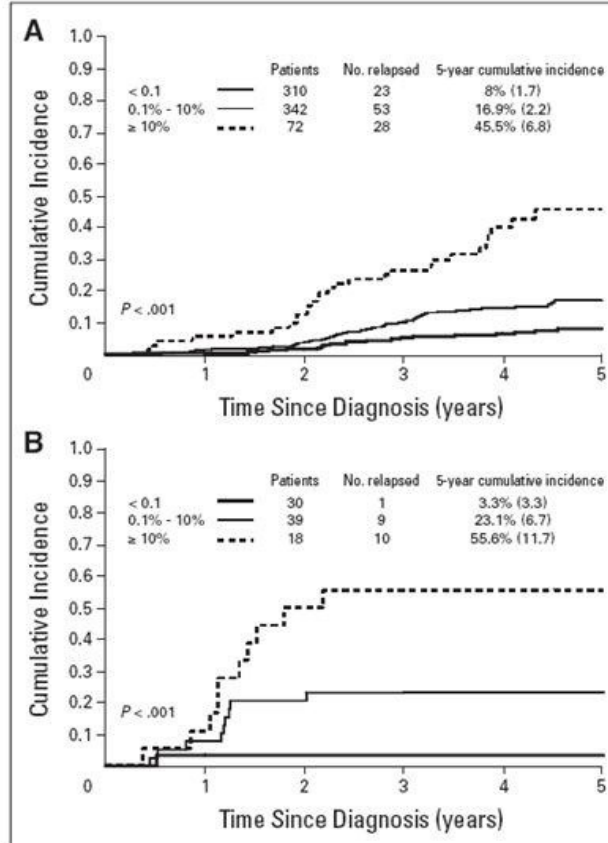 A
Cumulative Incidence
1.0
0.9
0.8
0.7
0.6
0.5
0.4
0.3
0.2
0.1
Patients No. relapsed 5-year cumulative incidence
< 0.1 310 23 8% (1.7)
0.1% - 10% 342 53 16.9% (2.2)
≥ 10% 72 28 45.5% (6.8)
P < .001
0 1 2 3 4 5
Time Since Diagnosis (years)
B
Cumulative Incidence
1.0
0.9
0.8
0.7
0.6
0.5
0.4
0.3
0.2
0.1
Patients No. relapsed 5-year cumulative incidence
< 0.1 30 1 3.3% (3.3)
0.1% - 10% 39 9 23.1% (6.7)
≥ 10% 18 10 55.6% (11.7)
P < .001
0 1 2 3 4 5
Time Since Diagnosis (years)